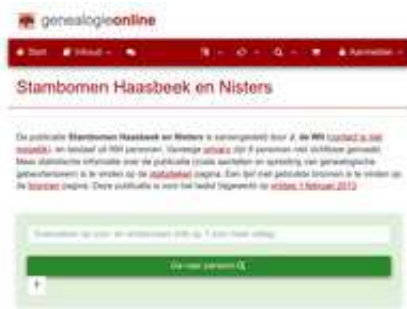 genealogieonline
Start Inhoud Aanmelden
Stambomen Haasbeek en Nisters
De publicatie Stambomen Haasbeek en Nisters is samengesteld door J. de Wit (contact is niet
mogelijk), en bestaat uit personen. Vanwege privacy zijn personen niet zichtbaar gemaakt.
Meer statistische informatie over de publicatie (zoals aantallen en spreiding van genealogische
gebeurtenissen) is te vinden op de statistieken pagina. Een lijst met gebruikte bronnen is te vinden op
de bronnen pagina. Deze publicatie is voor het laatst bijgewerkt op vrijdag 1 februari 2013.
Ga naar persoon